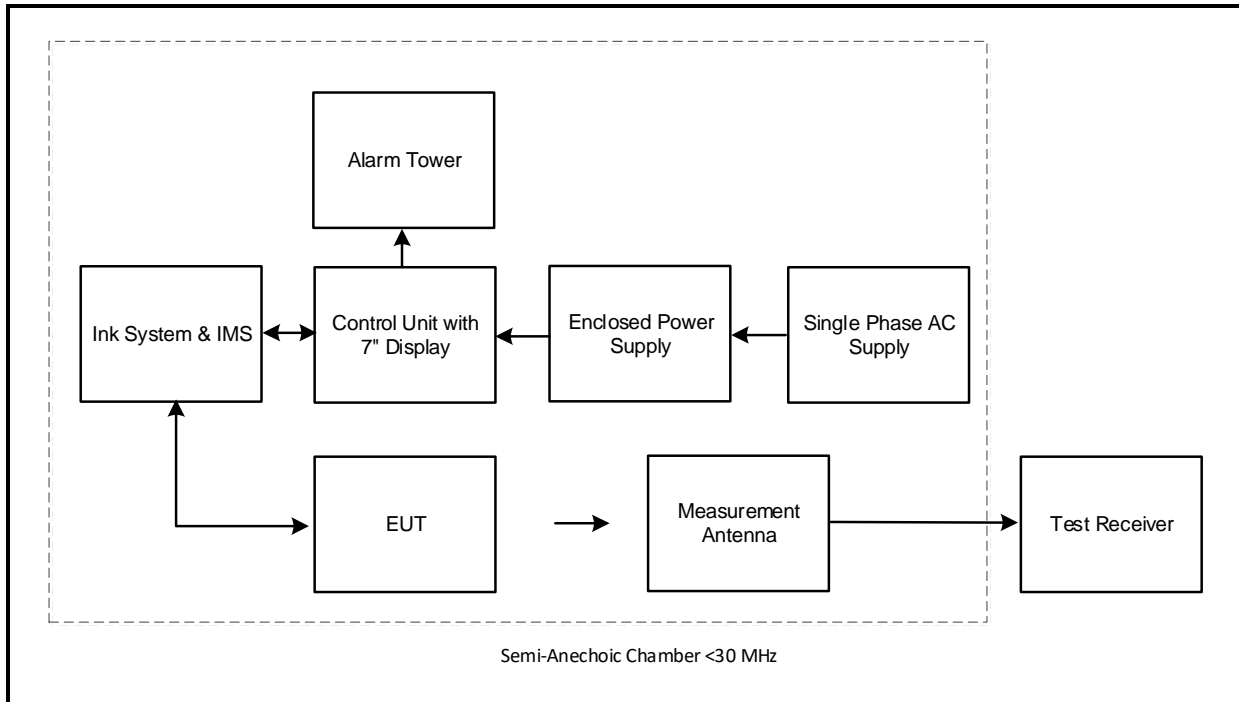 Alarm Tower
Ink System & IMS
Control Unit with
7" Display
Enclosed Power
Supply
Single Phase AC
Supply
EUT
Measurement
Antenna
Test Receiver
Semi-Anechoic Chamber <30 MHz